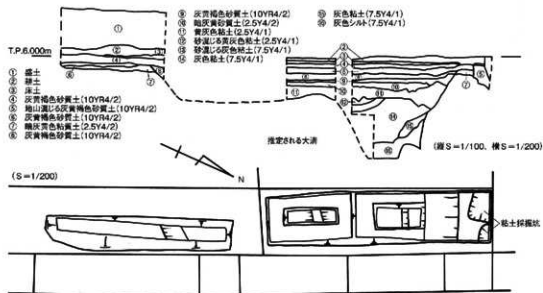 T.P.6.000m
① 盛土
② 耕土
③ 床土
④ 灰黄褐色砂質土(10YR4/2)
⑤ 地山混じる灰黄褐色砂質土(10YR4/2)
⑥ 灰黄褐色砂質土(10YR4/2)
⑦ 暗灰黄色粘質土(2.5Y4/2)
⑧ 灰黄褐色砂質土(10YR4/2)
⑨ 灰黄褐色砂質土(10YR4/2)
⑩ 暗灰黄砂質土(2.5Y4/2)
⑪ 黄灰色粘土(2.5Y4/1)
⑫ 砂混じる黄灰色粘土(2.5Y4/1)
⑬ 砂混じる灰色粘土(7.5Y4/1)
⑭ 灰色粘土(7.5Y4/1)
⑮ 灰色粘土(7.5Y4/1)
⑯ 灰色シルト(7.5Y4/1)
推定される大溝
(縦S=1/100、横S=1/200)
(S=1/200)
N
粘土採掘坑